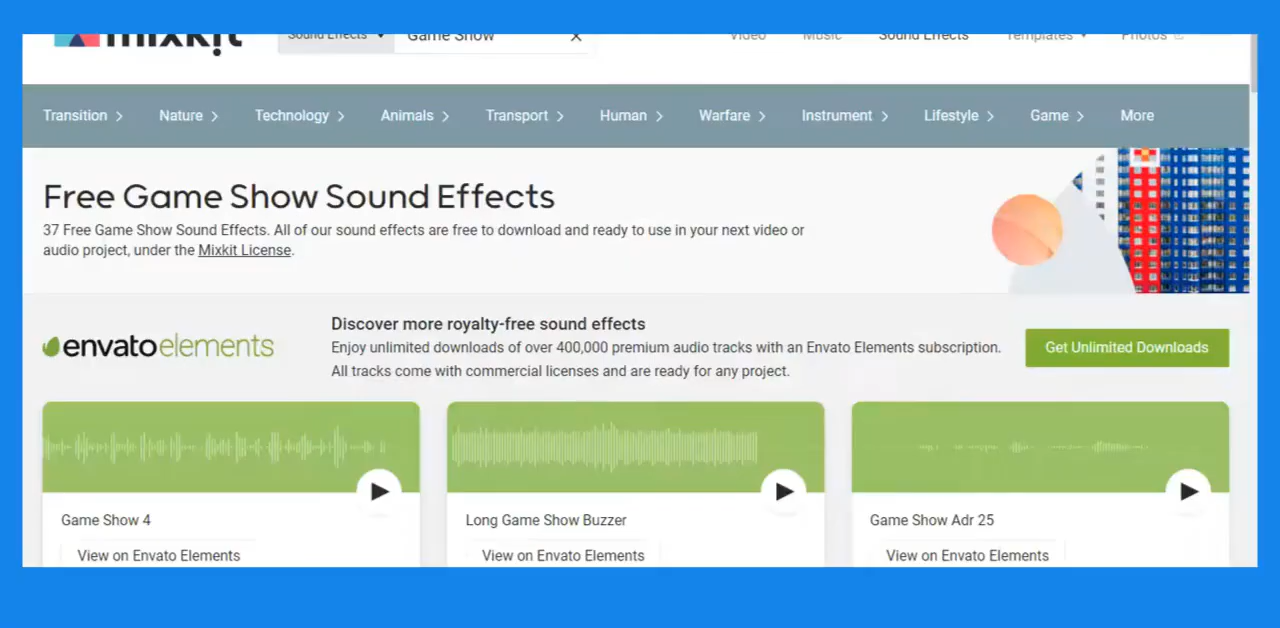 mixkit
Sound Effects
Game Show
Video
Music
Sound Effects
Templates
Photos
Transition
Nature
Technology
Animals
Transport
Human
Warfare
Instrument
Lifestyle
Game
More
Free Game Show Sound Effects
37 Free Game Show Sound Effects. All of our sound effects are free to download and ready to use in your next video or
audio project, under the Mixkit License.
envatoelements
Discover more royalty-free sound effects
Enjoy unlimited downloads of over 400,000 premium audio tracks with an Envato Elements subscription.
All tracks come with commercial licenses and are ready for any project.
Get Unlimited Downloads
Game Show 4
Long Game Show Buzzer
Game Show Adr 25
View on Envato Elements
View on Envato Elements
View on Envato Elements